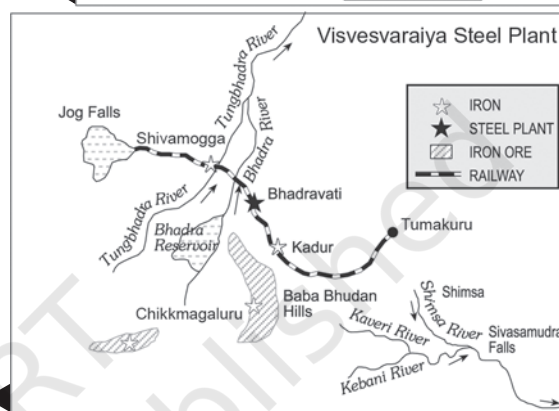 Visvesvaraiya Steel Plant
IRON
STEEL PLANT
IRON ORE
RAILWAY
Tungbhadra River
Jog Falls
Shivamogga
Bhadra River
Bhadravati
Tungbhadra River
Bhadra
Reservoir
Tumakuru
Kadur
Chikkmagaluru
Baba Bhudan
Hills
Shimsa
Shimsa River
Kaveri River
Sivasamudra
Falls
Kebani River